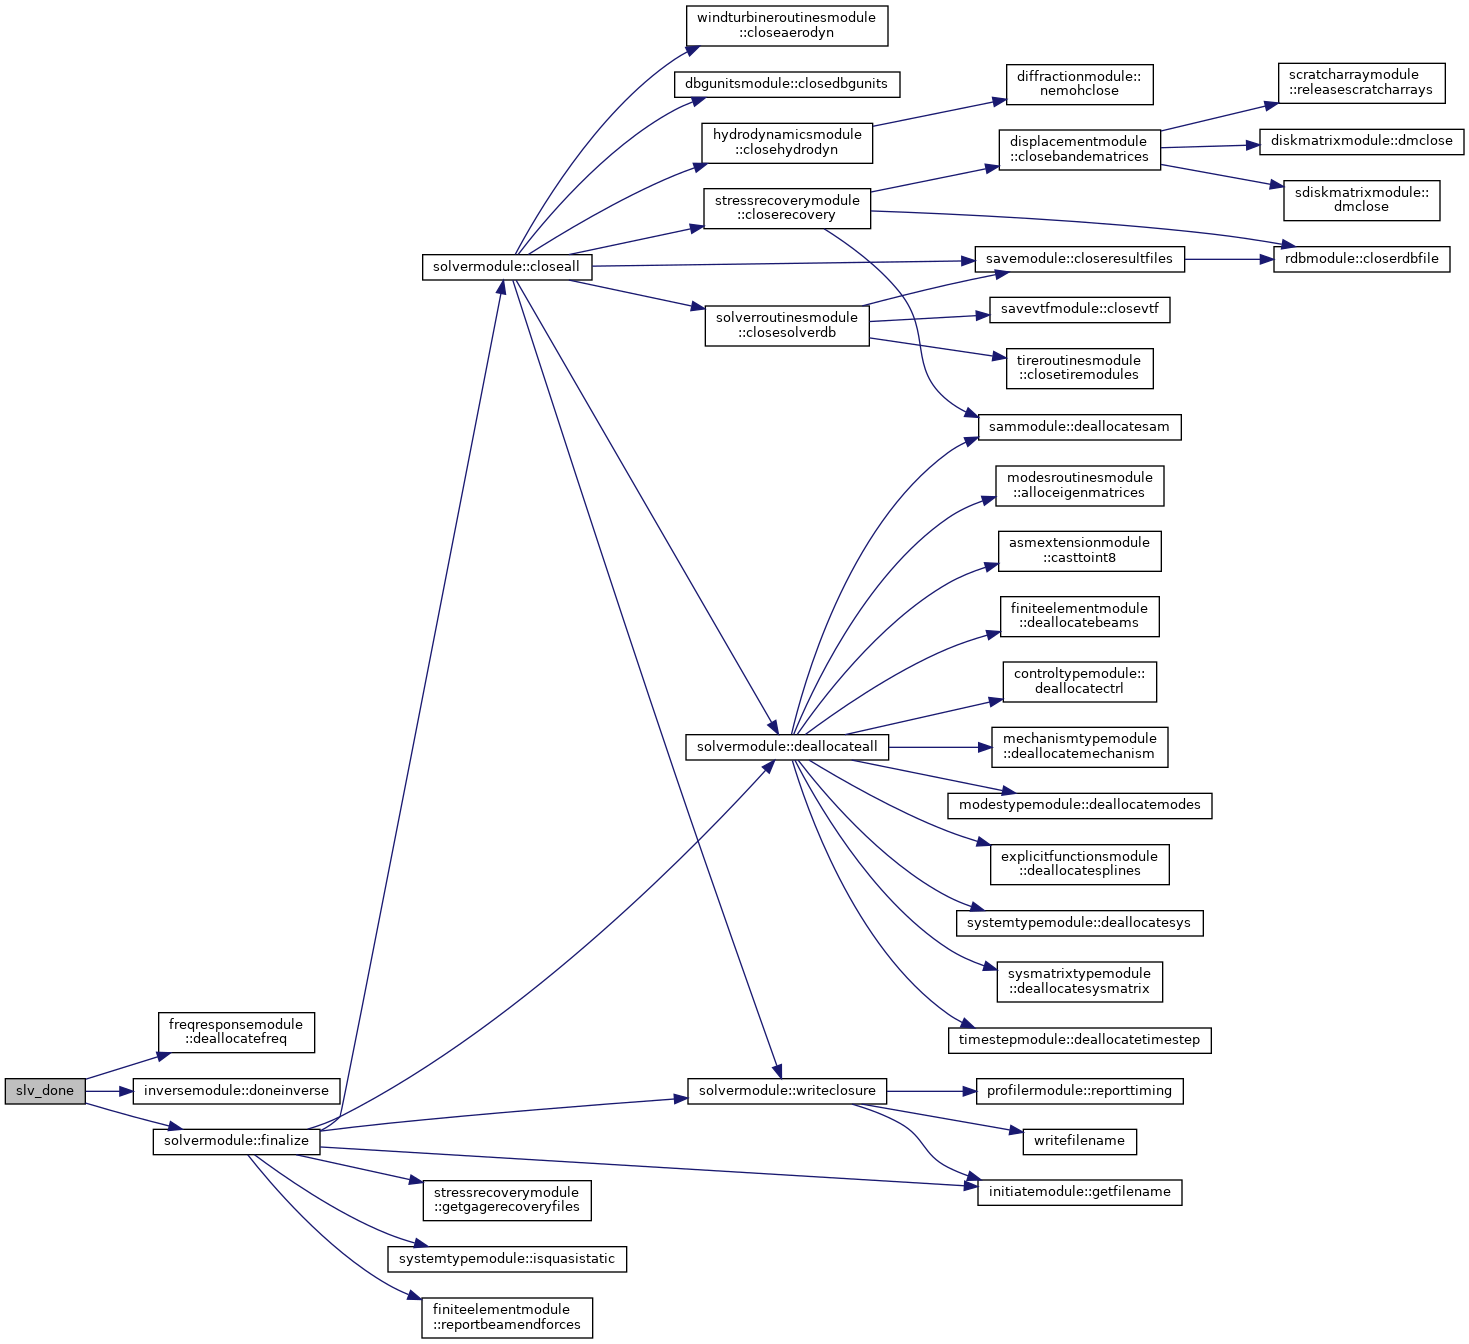 windturbineroutinesmodule
::closeaerodyn
dbgunitsmodule::closedbgunits
hydrodynamicsmodule
::closehydrodyn
diffractionmodule::
nemohclose
scratcharraymodule
::releasescratcharrays
displacementmodule
::closebandematrices
diskmatrixmodule::dmclose
sdiskmatrixmodule::
dmclose
stressrecoverymodule
::closerecovery
solvermodule::closeall
savemodule::closeresultfiles
rdbmodule::closerdbfile
solverroutinesmodule
::closesolverdb
savevtfmodule::closevtf
tireroutinesmodule
::closetiremodules
sammodule::deallocatesam
modesroutinesmodule
::alloceigenmatrices
asmextensionmodule
::casttoint8
finiteelementmodule
::deallocatebeams
controltypemodule::
deallocatectrl
solvermodule::deallocateall
mechanismtypemodule
::deallocatemechanism
modestypemodule::deallocatemodes
explicitfunctionsmodule
::deallocatesplines
systemtypemodule::deallocatesys
sysmatrixtypemodule
::deallocatesysmatrix
timestepmodule::deallocatetimestep
freqresponsemodule
::deallocatefreq
slv_done
inversemodule::doneinverse
solvermodule::writeclosure
profilermodule::reporttiming
solvermodule::finalize
writefilename
initiatemodule::getfilename
stressrecoverymodule
::getgagerecoveryfiles
systemtypemodule::isquasistatic
finiteelementmodule
::reportbeamendforces